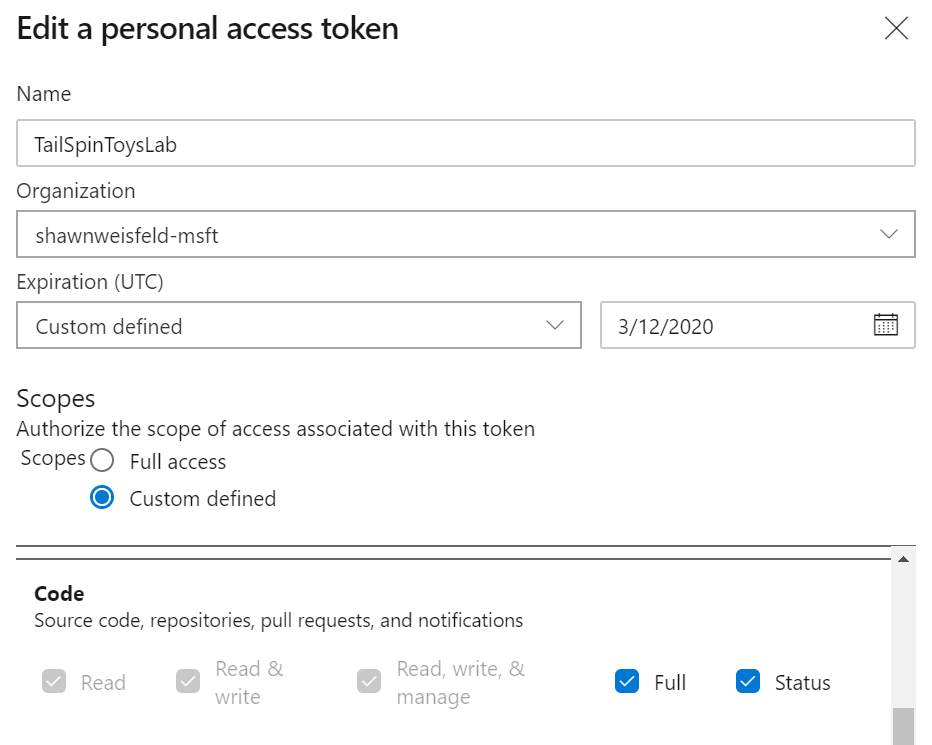 Edit a personal access token
Name
TailSpinToysLab
Organization
shawnweisfeld-msft
Expiration (UTC)
Custom defined
3/12/2020
Scopes
Authorize the scope of access associated with this token
Scopes
Full access
Custom defined
Code
Source code, repositories, pull requests, and notifications
Read
Read &
write
Read, write, &
manage
Full
Status